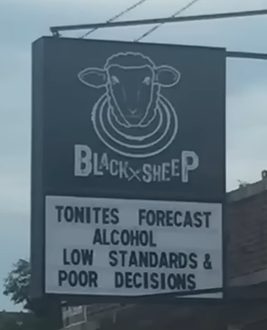 BLACK×SHEEP
TONITES FORECAST
ALCOHOL
LOW STANDARDS &
POOR DECISIONS